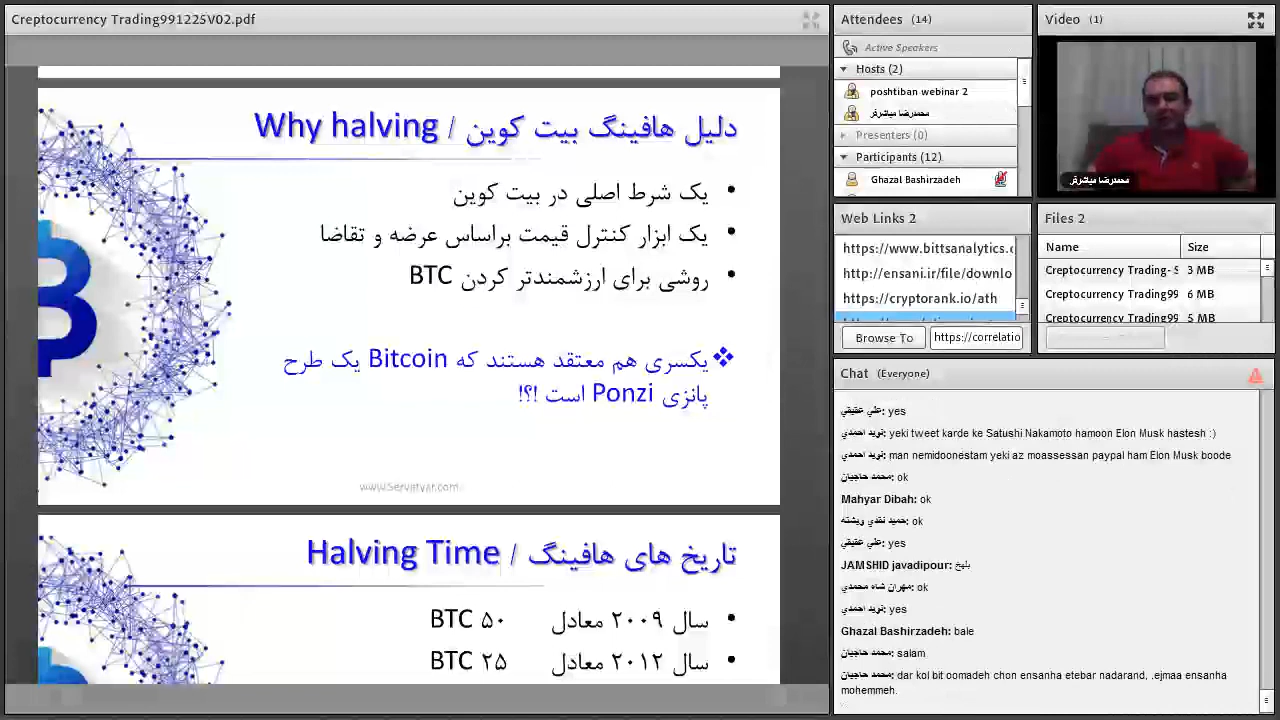 Creptocurrency Trading991225V02.pdf
دلیل هافینگ بیت کوین / Why halving
یک شرط اصلی در بیت کوین
یک ابزار کنترل قیمت براساس عرضه و تقاضا
روشی برای ارزشمندتر کردن BTC
یکسری هم معتقد هستند که Bitcoin یک طرح
پانزی Ponzi است !؟!
www.Servatyar.com
تاریخ های هافینگ / Halving Time
سال ۲۰۰۹ معادل ۵۰ BTC
سال ۲۰۱۲ معادل ۲۵ BTC
Attendees (14)
Active Speakers
Hosts (2)
poshtiban webinar 2
محمدرضا مباشرفر
Presenters (0)
Participants (12)
Ghazal Bashirzadeh
Video (1)
محمدرضا مباشرفر
Web Links 2
https://www.bittsanalytics.c
http://ensani.ir/file/downlo
https://cryptorank.io/ath
Browse To
https://correlatio
Files 2
Name Size
Creptocurrency Trading- S 3 MB
Creptocurrency Trading99 6 MB
Creptocurrency Trading99 5 MB
Chat (Everyone)
علي عقيقي: yes
نويد احمدي: yeki tweet karde ke Satushi Nakamoto hamoon Elon Musk hastesh :)
نويد احمدي: man nemidoonestam yeki az moassessan paypal ham Elon Musk boode
محمد حاجيان: ok
Mahyar Dibah: ok
حميد نقدي ويشته: ok
علي عقيقي: yes
JAMSHID javadipour: بلیخ
مهران شاه محمدي: ok
نويد احمدي: yes
Ghazal Bashirzadeh: bale
محمد حاجيان: salam
محمد حاجيان: dar kol bit oomadeh chon ensanha etebar nadarand, .ejmaa ensanha
mohemmeh.